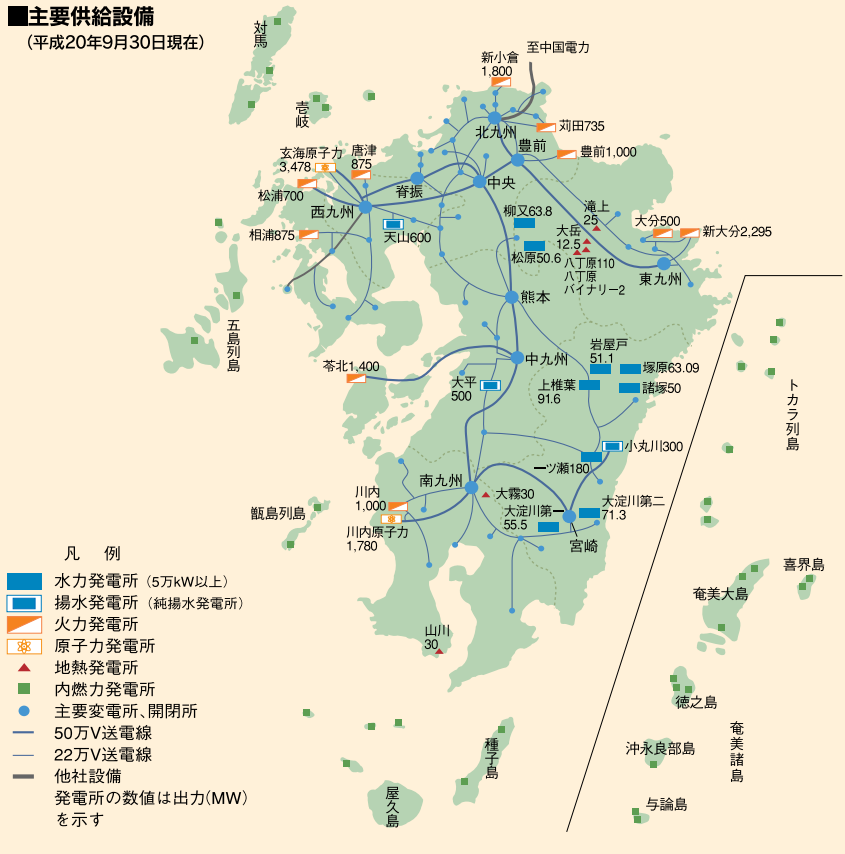 ■主要供給設備
（平成20年9月30日現在）
対馬
壱岐
新小倉
1,800
至中国電力
北九州
苅田735
豊前
豊前1,000
玄海原子力
3,478
唐津
875
松浦700
西九州
脊振
中央
相浦875
天山600
柳又63.8
松原50.6
大岳
12.5
滝上
25
八丁原110
八丁原
バイナリー2
大分500
新大分2,295
東九州
五島列島
熊本
苓北1,400
中九州
大平
500
岩屋戸
51.1
塚原63.09
上椎葉
91.6
諸塚50
小丸川300
一ツ瀬180
南九州
大霧30
川内
1,000
川内原子力
1,780
大淀川第一
55.5
大淀川第二
71.3
宮崎
甑島列島
山川
30
種子島
屋久島
トカラ列島
喜界島
奄美大島
徳之島
沖永良部島
与論島
奄美諸島
凡 例
水力発電所（5万kW以上）
揚水発電所（純揚水発電所）
火力発電所
原子力発電所
地熱発電所
内燃力発電所
主要変電所、開閉所
50万V送電線
22万V送電線
他社設備
発電所の数値は出力(MW)
を示す